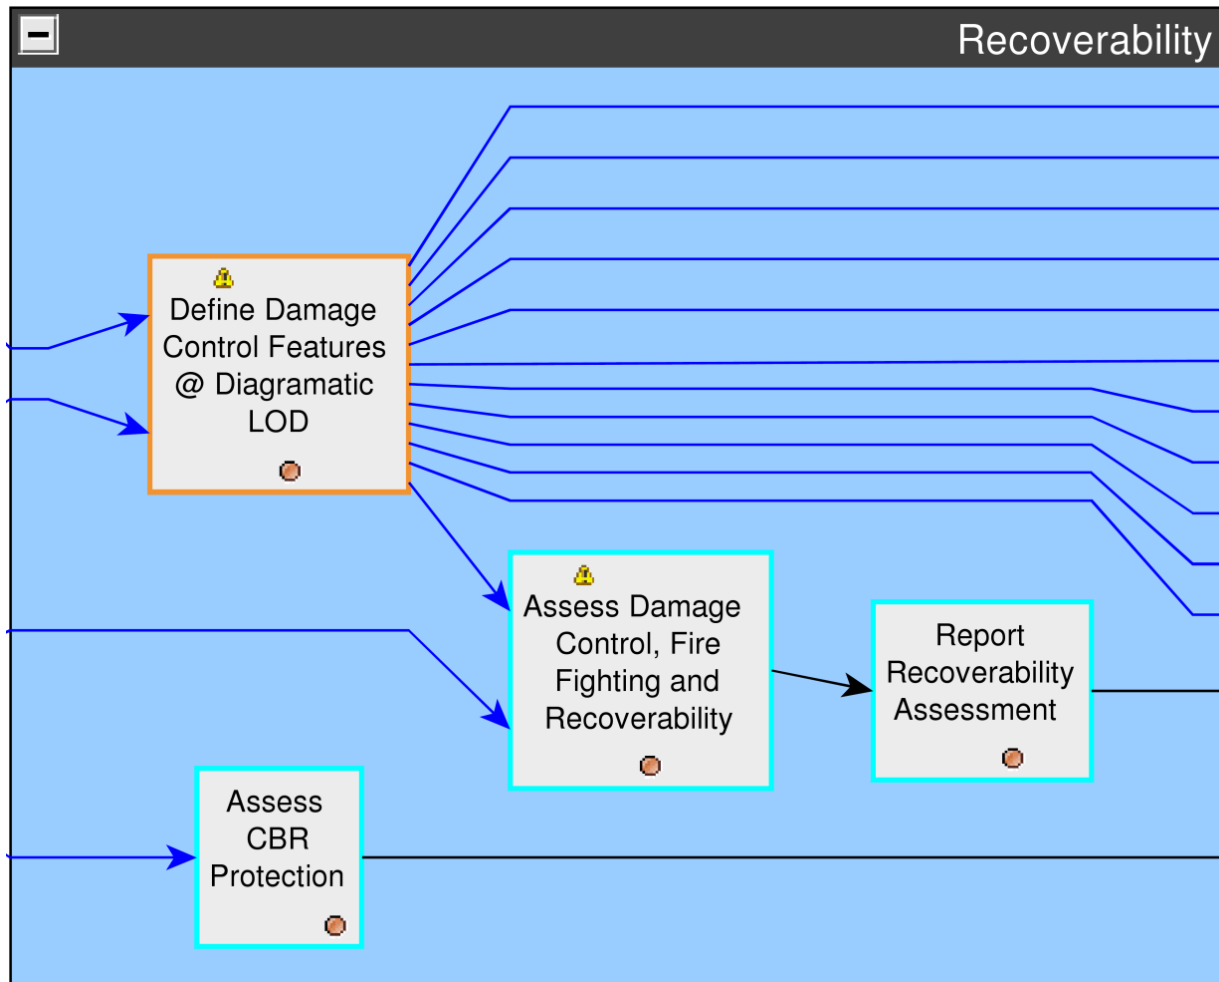 Recoverability
Define Damage
Control Features
@ Diagramatic
LOD
Assess Damage
Control, Fire
Fighting and
Recoverability
Report
Recoverability
Assessment
Assess
CBR
Protection